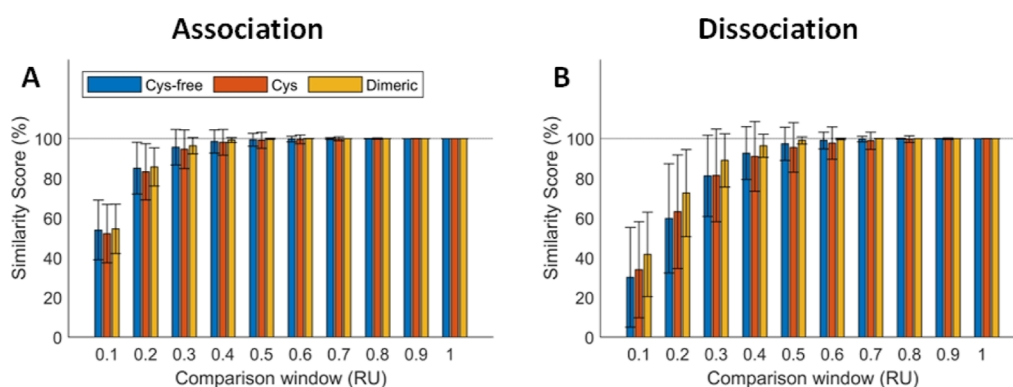 Association
Dissociation
A
B
Cys-free
Cys
Dimeric
Similarity Score (%)
100
80
60
40
20
0
0.1 0.2 0.3 0.4 0.5 0.6 0.7 0.8 0.9 1
Comparison window (RU)
Similarity Score (%)
100
80
60
40
20
0
0.1 0.2 0.3 0.4 0.5 0.6 0.7 0.8 0.9 1
Comparison window (RU)